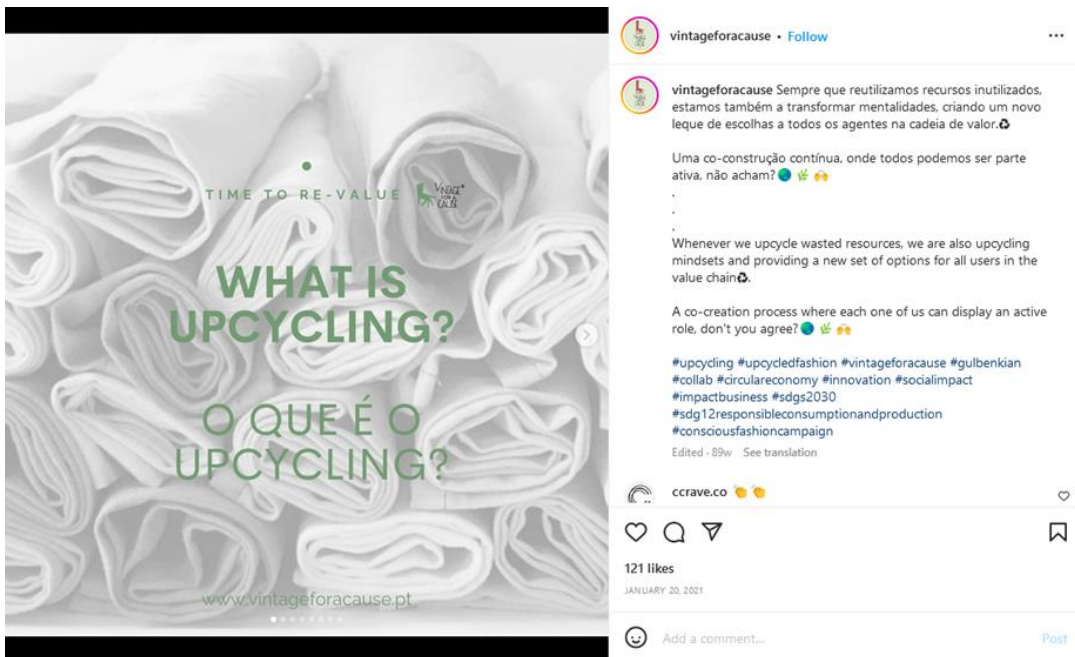 TIME TO RE-VALUE
VINTAGE
FOR A
CAUSE
WHAT IS
UPCYCLING?
O QUE É O
UPCYCLING?
www.vintageforacause.pt
vintageforacause • Follow
vintageforacause Sempre que reutilizamos recursos inutilizados,
estamos também a transformar mentalidades, criando um novo
leque de escolhas a todos os agentes na cadeia de valor.♻
Uma co-construção contínua, onde todos podemos ser parte
ativa, não acham?🌏 🌿 🙌
.
.
.
Whenever we upcycle wasted resources, we are also upcycling
mindsets and providing a new set of options for all users in the
value chain♻.
A co-creation process where each one of us can display an active
role, don't you agree?🌏 🌿 🙌
#upcycling #upcycledfashion #vintageforacause #gulbenkian
#collab #circulareconomy #innovation #socialimpact
#impactbusiness #sdgs2030
#sdg12responsibleconsumptionandproduction
#consciousfashioncampaign
Edited · 89w See translation
ccrave.co 👏 👏
121 likes
JANUARY 20, 2021
Add a comment...
Post